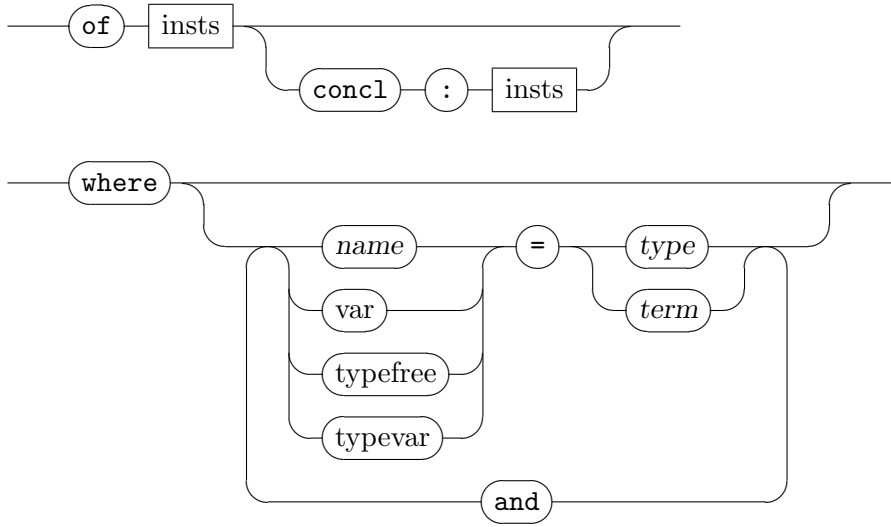 of insts
concl : insts
where
name = type
var term
typefree
typevar
and